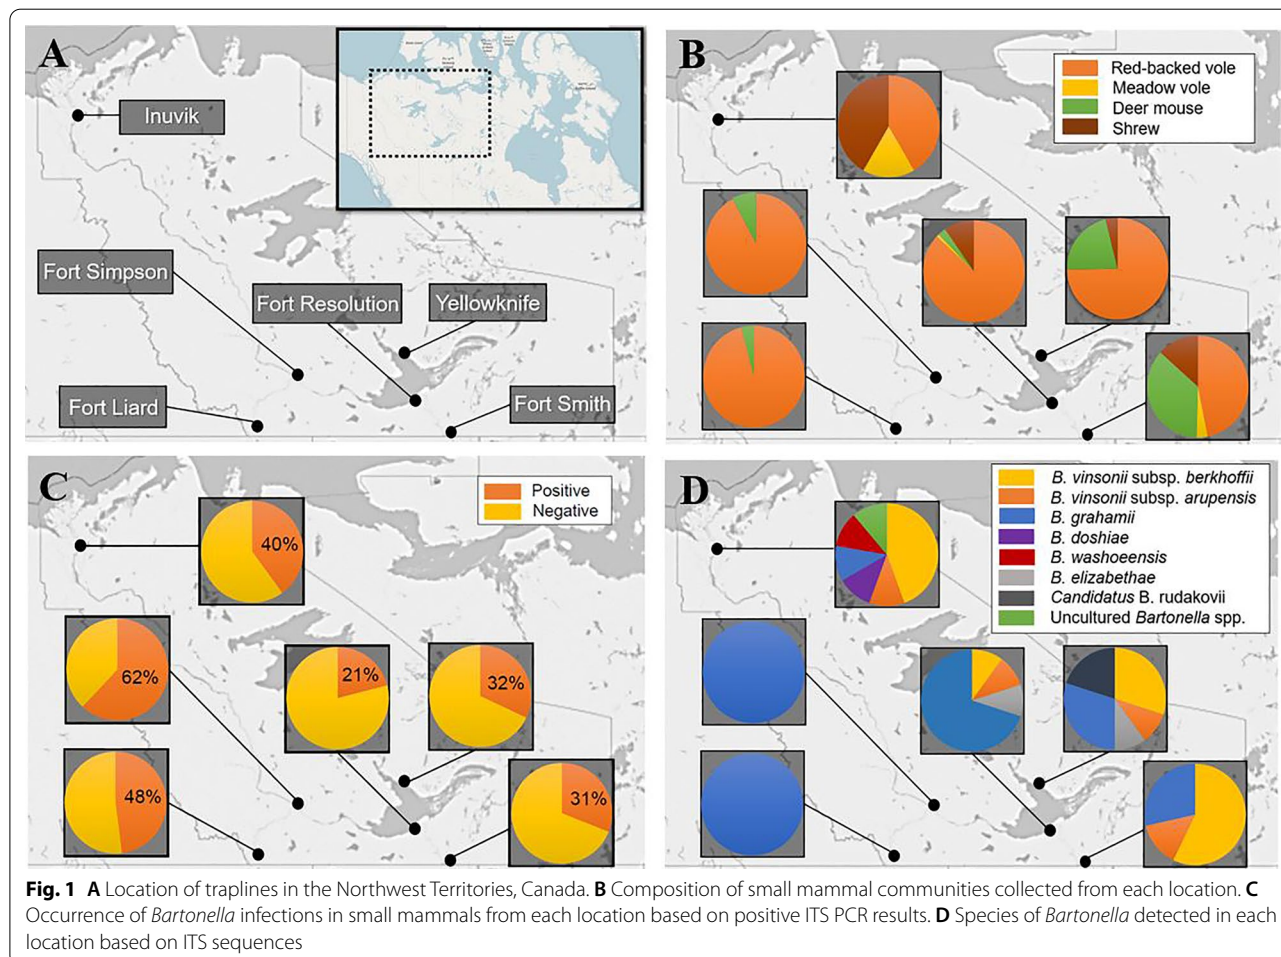 A
Inuvik
Fort Simpson
Fort Resolution
Yellowknife
Fort Liard
Fort Smith
B
Red-backed vole
Meadow vole
Deer mouse
Shrew
C
Positive
Negative
40%
62%
21%
32%
48%
31%
D
B. vinsonii subsp. berkhoffii
B. vinsonii subsp. arupensis
B. grahamii
B. doshiae
B. washoeensis
B. elizabethae
Candidatus B. rudakovii
Uncultured Bartonella spp.
Fig. 1 A Location of traplines in the Northwest Territories, Canada. B Composition of small mammal communities collected from each location. C
Occurrence of Bartonella infections in small mammals from each location based on positive ITS PCR results. D Species of Bartonella detected in each
location based on ITS sequences